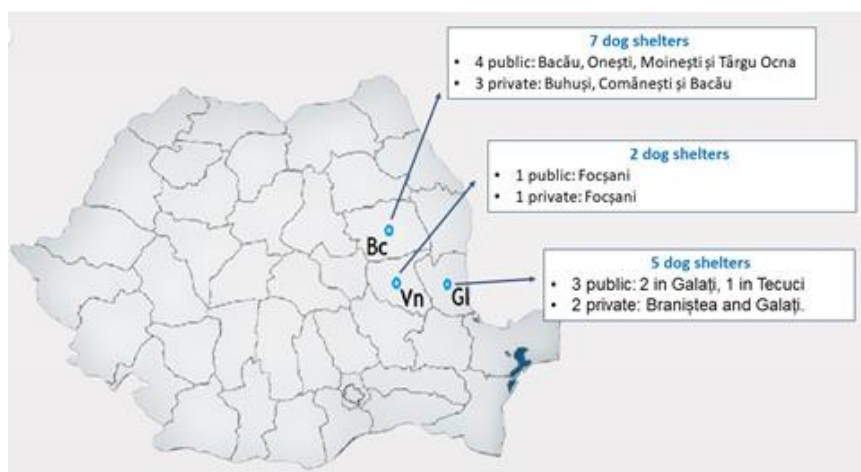 7 dog shelters
• 4 public: Bacău, Onești, Moinești și Târgu Ocna
• 3 private: Buhuși, Comănești și Bacău
2 dog shelters
• 1 public: Focșani
• 1 private: Focșani
Bc
5 dog shelters
• 3 public: 2 in Galați, 1 in Tecuci
• 2 private: Braniștea and Galați.
Vn
Gl